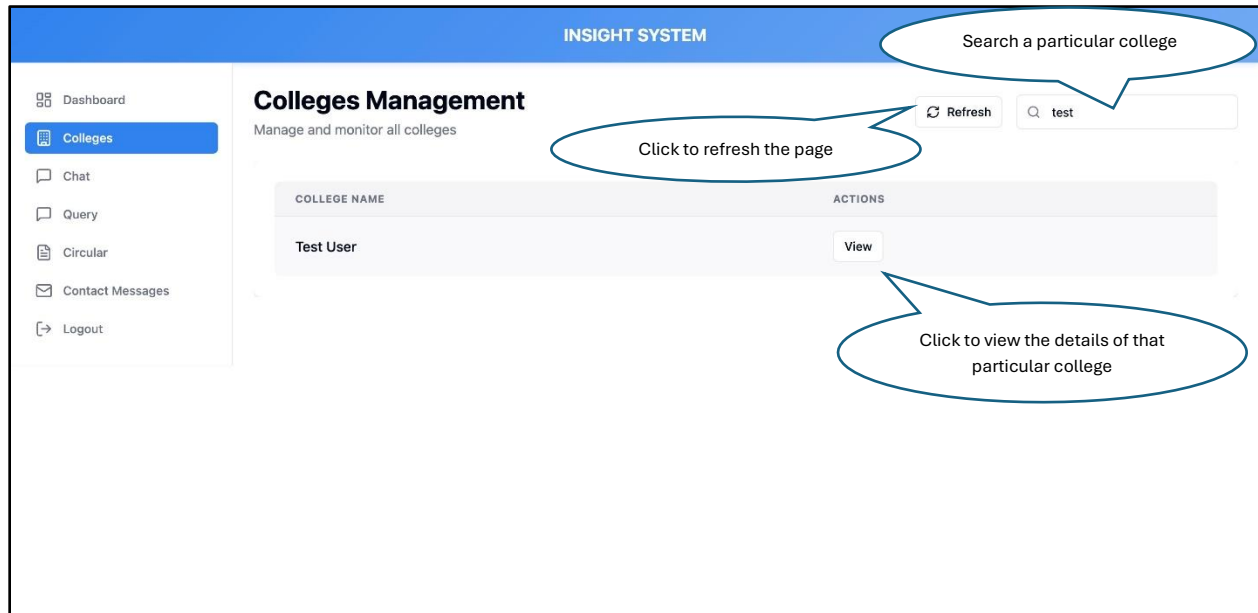 INSIGHT SYSTEM
Search a particular college
Dashboard
Colleges
Chat
Query
Circular
Contact Messages
Logout
Colleges Management
Manage and monitor all colleges
Refresh
test
Click to refresh the page
COLLEGE NAME
ACTIONS
Test User
View
Click to view the details of that
particular college